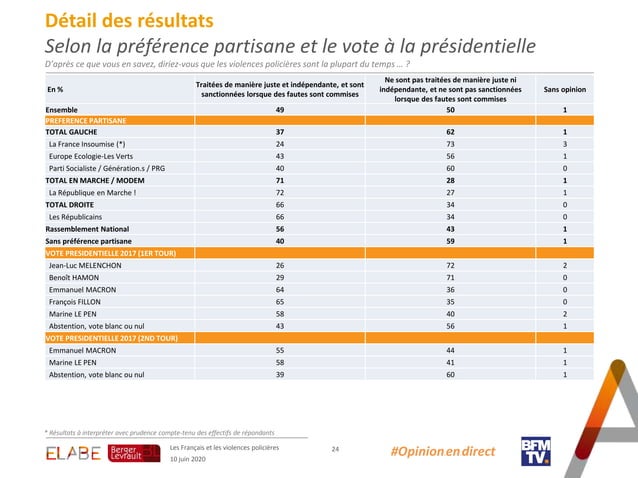 Détail des résultats
Selon la préférence partisane et le vote à la présidentielle
D'après ce que vous en savez, diriez-vous que les violences policières sont la plupart du temps … ?
En % Traitées de manière juste et indépendante, et sont sanctionnées lorsque des fautes sont commises Ne sont pas traitées de manière juste ni indépendante, et ne sont pas sanctionnées lorsque des fautes sont commises Sans opinion
Ensemble 49 50 1
PREFERENCE PARTISANE
TOTAL GAUCHE 37 62 1
La France Insoumise (*) 24 73 3
Europe Ecologie-Les Verts 43 56 1
Parti Socialiste / Génération.s / PRG 40 60 0
TOTAL EN MARCHE / MODEM 71 28 1
La République en Marche ! 72 27 1
TOTAL DROITE 66 34 0
Les Républicains 66 34 0
Rassemblement National 56 43 1
Sans préférence partisane 40 59 1
VOTE PRESIDENTIELLE 2017 (1ER TOUR)
Jean-Luc MELENCHON 26 72 2
Benoît HAMON 29 71 0
Emmanuel MACRON 64 36 0
François FILLON 65 35 0
Marine LE PEN 58 40 2
Abstention, vote blanc ou nul 43 56 1
VOTE PRESIDENTIELLE 2017 (2ND TOUR)
Emmanuel MACRON 55 44 1
Marine LE PEN 58 41 1
Abstention, vote blanc ou nul 39 60 1
* Résultats à interpréter avec prudence compte-tenu des effectifs de répondants
ELABE
Berger Levrault
Les Français et les violences policières
10 juin 2020
24
#Opinionendirect
BFM TV.